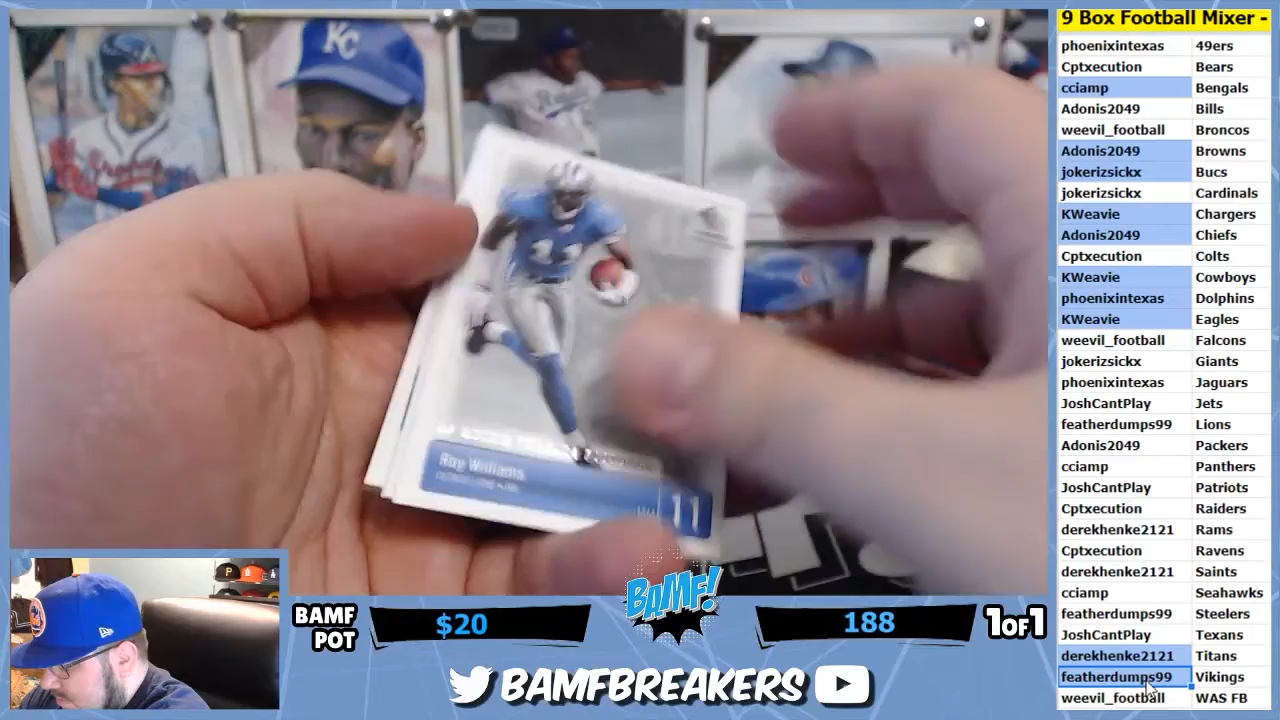 9 Box Football Mixer -
phoenixintexas 49ers
Cptxecution Bears
cciamp Bengals
Adonis2049 Bills
weevil_football Broncos
Adonis2049 Browns
jokerizsickx Bucs
jokerizsickx Cardinals
KWeavie Chargers
Adonis2049 Chiefs
Cptxecution Colts
KWeavie Cowboys
phoenixintexas Dolphins
KWeavie Eagles
weevil_football Falcons
jokerizsickx Giants
phoenixintexas Jaguars
JoshCantPlay Jets
featherdumps99 Lions
Adonis2049 Packers
cciamp Panthers
JoshCantPlay Patriots
Cptxecution Raiders
derekhenke2121 Rams
Cptxecution Ravens
derekhenke2121 Saints
cciamp Seahawks
featherdumps99 Steelers
JoshCantPlay Texans
derekhenke2121 Titans
featherdumps99 Vikings
weevil_football WAS FB
KC
11
Roy Williams
11
P
BAMF POT
$20
BAMF!
188
1OF1
BAMFBREAKERS